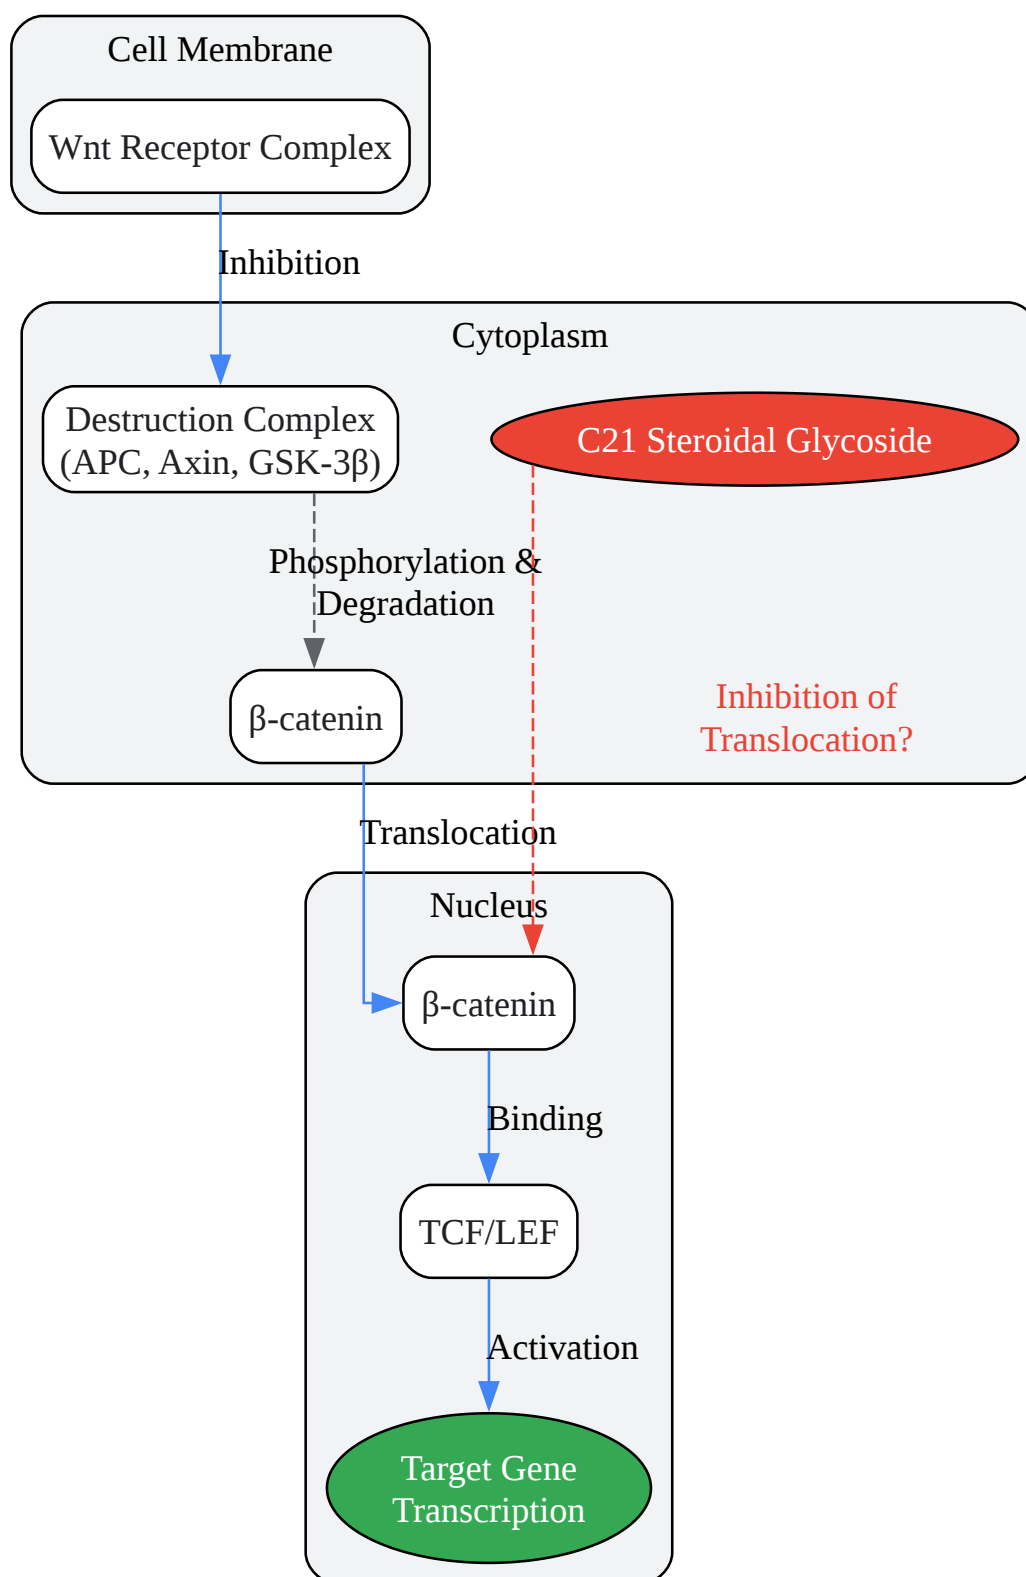 Cell Membrane
Wnt Receptor Complex
Inhibition
Cytoplasm
Destruction Complex
(APC, Axin, GSK-3β)
C21 Steroidal Glycoside
Phosphorylation &
Degradation
β-catenin
Inhibition of
Translocation?
Translocation
Nucleus
β-catenin
Binding
TCF/LEF
Activation
Target Gene
Transcription